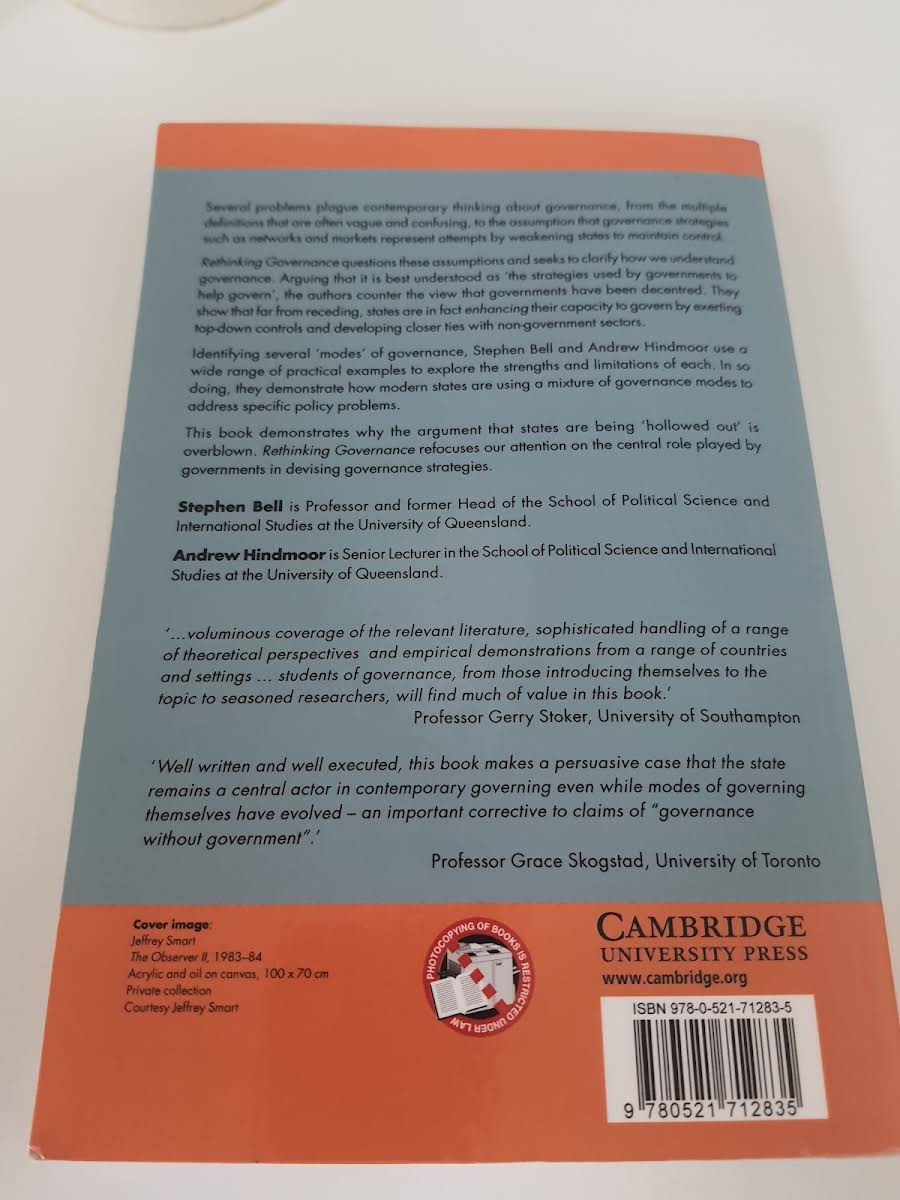 Several problems plague contemporary thinking about governance, from the multiple
definitions that are often vague and confusing, to the assumption that governance strategies
such as networks and markets represent attempts by weakening states to maintain control.
Rethinking Governance questions these assumptions and seeks to clarify how we understand
governance. Arguing that it is best understood as 'the strategies used by governments to
help govern', the authors counter the view that governments have been decentred. They
show that far from receding, states are in fact enhancing their capacity to govern by exerting
top-down controls and developing closer ties with non-government sectors.
Identifying several 'modes' of governance, Stephen Bell and Andrew Hindmoor use a
wide range of practical examples to explore the strengths and limitations of each. In so
doing, they demonstrate how modern states are using a mixture of governance modes to
address specific policy problems.
This book demonstrates why the argument that states are being 'hollowed out' is
overblown. Rethinking Governance refocuses our attention on the central role played by
governments in devising governance strategies.
Stephen Bell is Professor and former Head of the School of Political Science and
International Studies at the University of Queensland.
Andrew Hindmoor is Senior Lecturer in the School of Political Science and International
Studies at the University of Queensland.
'...voluminous coverage of the relevant literature, sophisticated handling of a range
of theoretical perspectives and empirical demonstrations from a range of countries
and settings ... students of governance, from those introducing themselves to the
topic to seasoned researchers, will find much of value in this book.'
Professor Gerry Stoker, University of Southampton
'Well written and well executed, this book makes a persuasive case that the state
remains a central actor in contemporary governing even while modes of governing
themselves have evolved – an important corrective to claims of "governance
without government".'
Professor Grace Skogstad, University of Toronto
Cover image:
Jeffrey Smart
The Observer II, 1983–84
Acrylic and oil on canvas, 100 x 70 cm
Private collection
Courtesy Jeffrey Smart
PHOTOCOPYING OF BOOKS IS RESTRICTED UNDER LAW
CAMBRIDGE
UNIVERSITY PRESS
www.cambridge.org
ISBN 978-0-521-71283-5
9 780521 712835